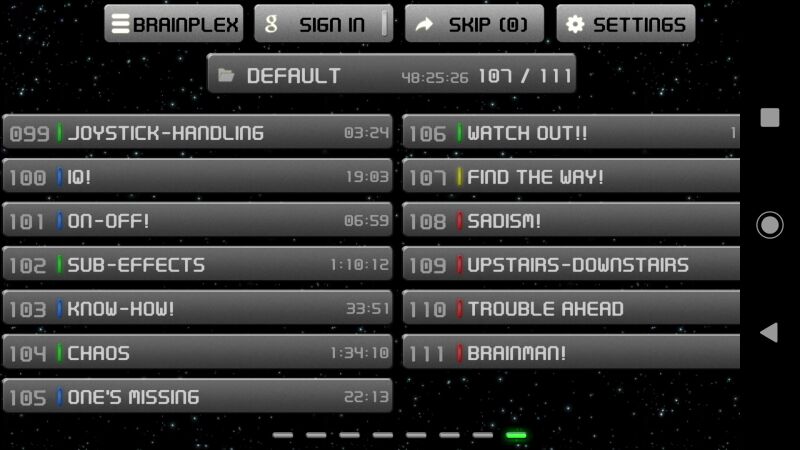 BRAINPLEX
g SIGN IN
SKIP (0)
SETTINGS
DEFAULT 48:25:26 107 / 111
099 JOYSTICK-HANDLING 03:24
100 IQ! 19:03
101 ON-OFF! 06:59
102 SUB-EFFECTS 1:10:12
103 KNOW-HOW! 33:51
104 CHAOS 1:34:10
105 ONE'S MISSING 22:13
106 WATCH OUT!! 1
107 FIND THE WAY!
108 SADISM!
109 UPSTAIRS-DOWNSTAIRS
110 TROUBLE AHEAD
111 BRAINMAN!